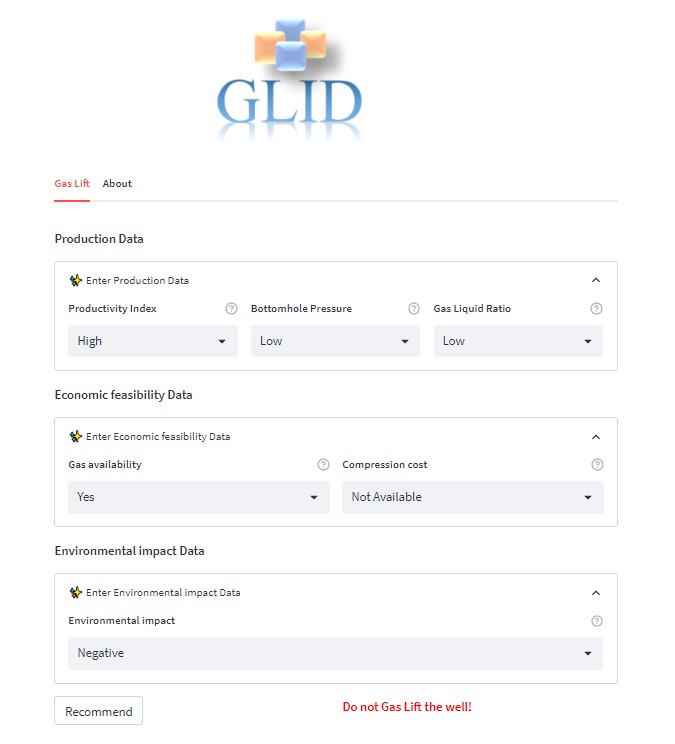 GLID
Gas Lift About
Production Data
Enter Production Data
Productivity Index Bottomhole Pressure Gas Liquid Ratio
High Low Low
Economic feasibility Data
Enter Economic feasibility Data
Gas availability Compression cost
Yes Not Available
Environmental impact Data
Enter Environmental impact Data
Environmental impact
Negative
Recommend Do not Gas Lift the well!